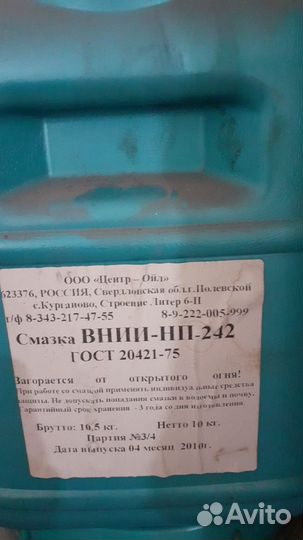 ООО «Центр – Ойл»
623376, РОССИЯ, Свердловская обл.г.Полевской
с.Курганово, Строение Литер 6-П
т/ф 8-343-217-47-55 8-9-222-005-999
Смазка ВНИИ-НП-242
ГОСТ 20421-75
Загорается от открытого огня!
При работе со смазкой применять индивидуальные средства
защиты. Не допускать попадания смазки в водоемы и почву.
Гарантийный срок хранения - 3 года со дня изготовления.
Брутто: 10,5 кг. Нетто 10 кг.
Партия №3/4
Дата выпуска 04 месяц 2010г.
Avito